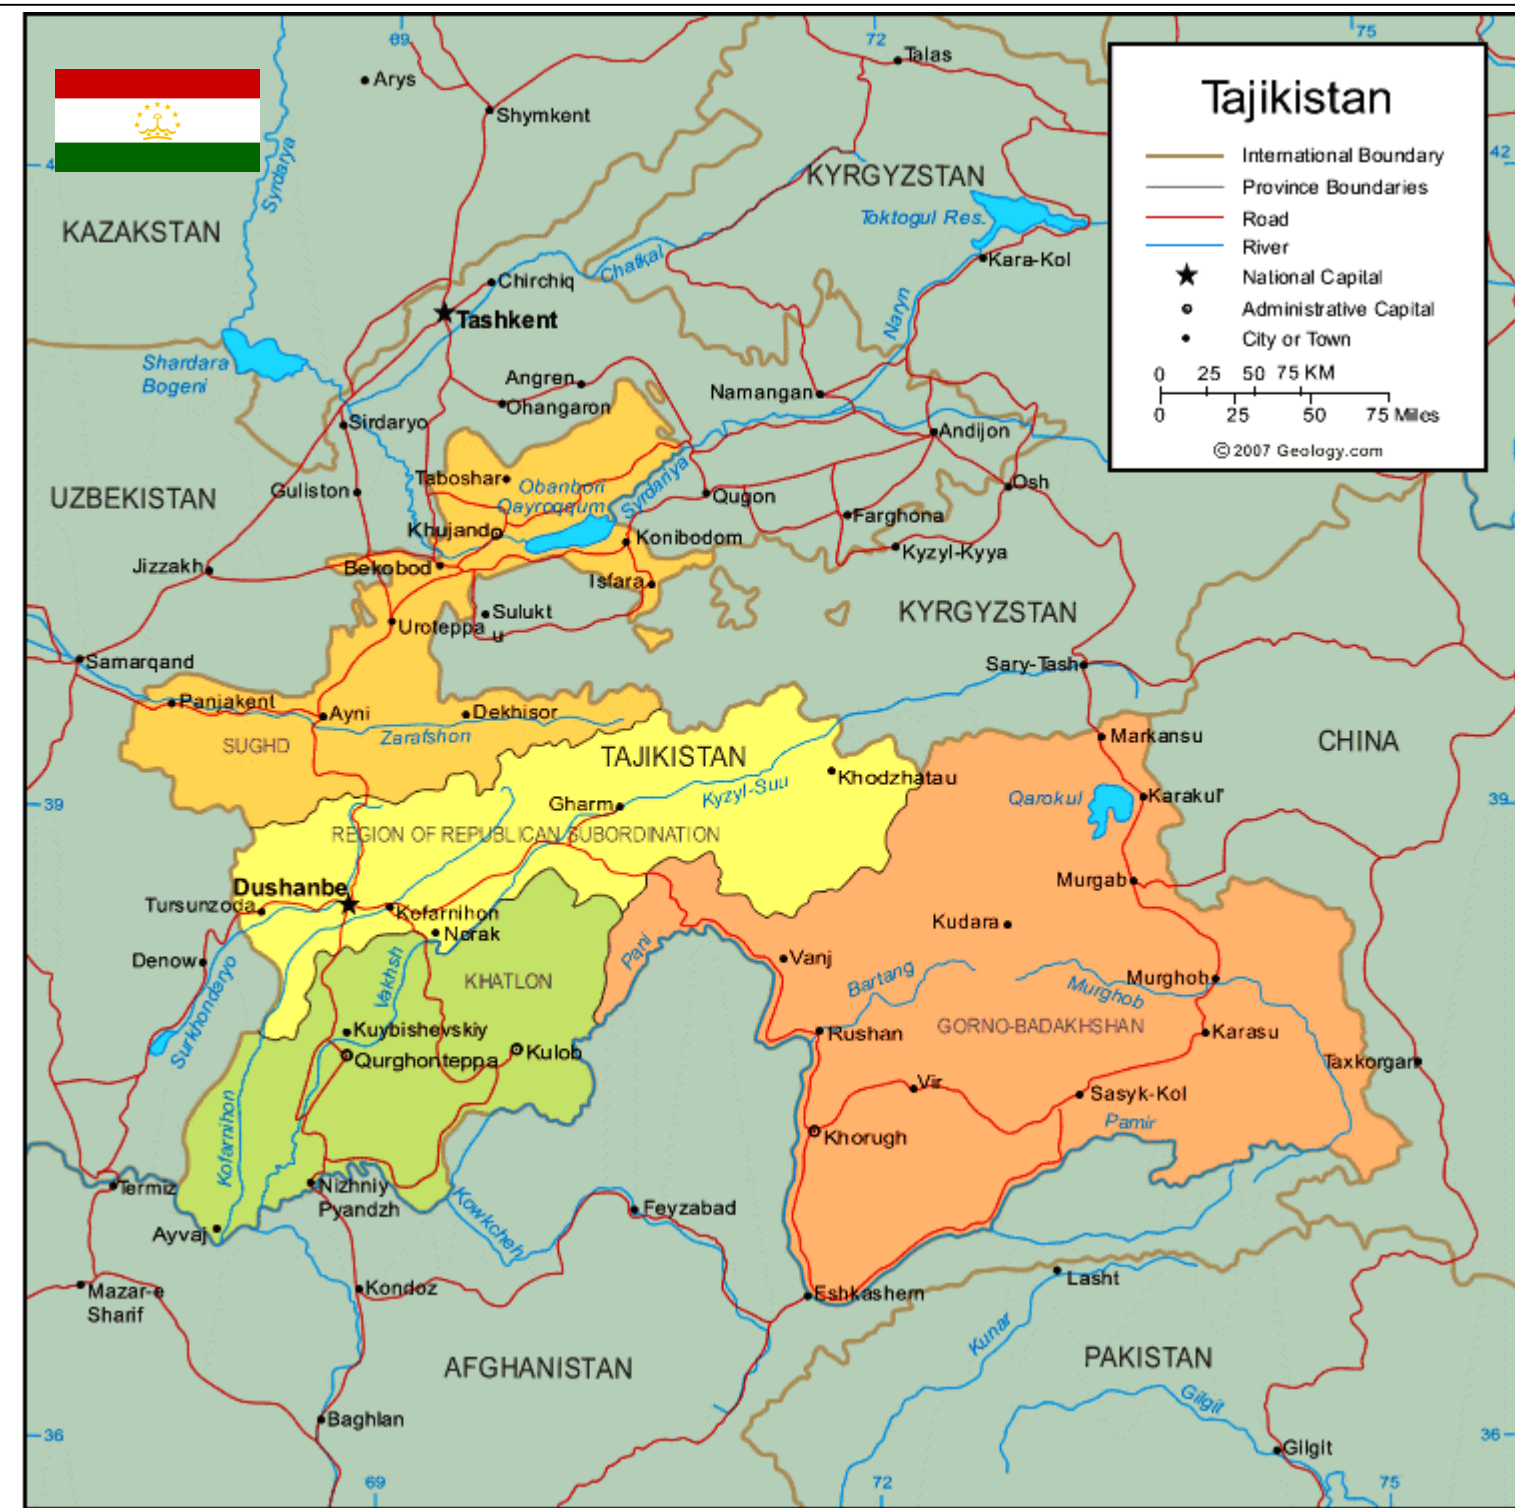 69
72
75
Talas
Arys
Shymkent
Tajikistan
International Boundary
Province Boundaries
Road
River
National Capital
Administrative Capital
City or Town
0 25 50 75 KM
0 25 50 75 Miles
©2007 Geology.com
42
Syrdarya
KAZAKSTAN
KYRGYZSTAN
Toktogul Res.
Kara-Kol
Chatkal
Chirchiq
Naryn
Tashkent
Shardara
Bogeni
Angren
Ohangaron
Namangan
Sirdaryo
Andijon
Taboshar
Obanbori
Qayroqqum
Syrdariya
UZBEKISTAN
Guliston
Qugon
Osh
Khujand
Farghona
Konibodom
Kyzyl-Kyya
Jizzakh
Bekobod
Isfara
Sulukt
u
Uroteppa
KYRGYZSTAN
Samarqand
Sary-Tash
Panjakent
Ayni
Dekhisor
SUGHD
Zarafshon
TAJIKISTAN
Markansu
CHINA
Khodzhatau
Kyzyl-Suu
39
Gharm
Qarokul
Karakul'
39
REGION OF REPUBLICAN SUBORDINATION
Dushanbe
Murgab
Tursunzoda
Kofarnihon
Norak
Kudara
Denow
Vakhsh
KHATLON
Panj
Vanj
Bartang
Murghob
Murghob
Surkhondaryo
Kuybishevskiy
Rushan
GORNO-BADAKHSHAN
Karasu
Qurghonteppa
Kulob
Taxkorgan
Vir
Sasyk-Kol
Kofarnihon
Pamir
Khorugh
Termiz
Nizhniy
Pyandzh
Kowkcheh
Feyzabad
Ayvaj
Mazar-e
Sharif
Kondoz
Eshkashem
Lasht
Kunar
AFGHANISTAN
PAKISTAN
Gilgit
Baghlan
36
Gilgit
36
69
72
75